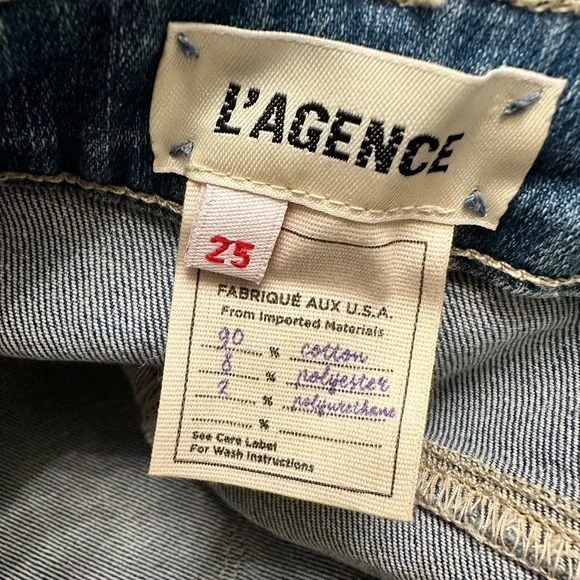 L'AGENCE
25
FABRIQUÉ AUX U.S.A.
From Imported Materials
90 % cotton
8 % polyester
2 % polyurethane
%
See Care Label
For Wash Instructions